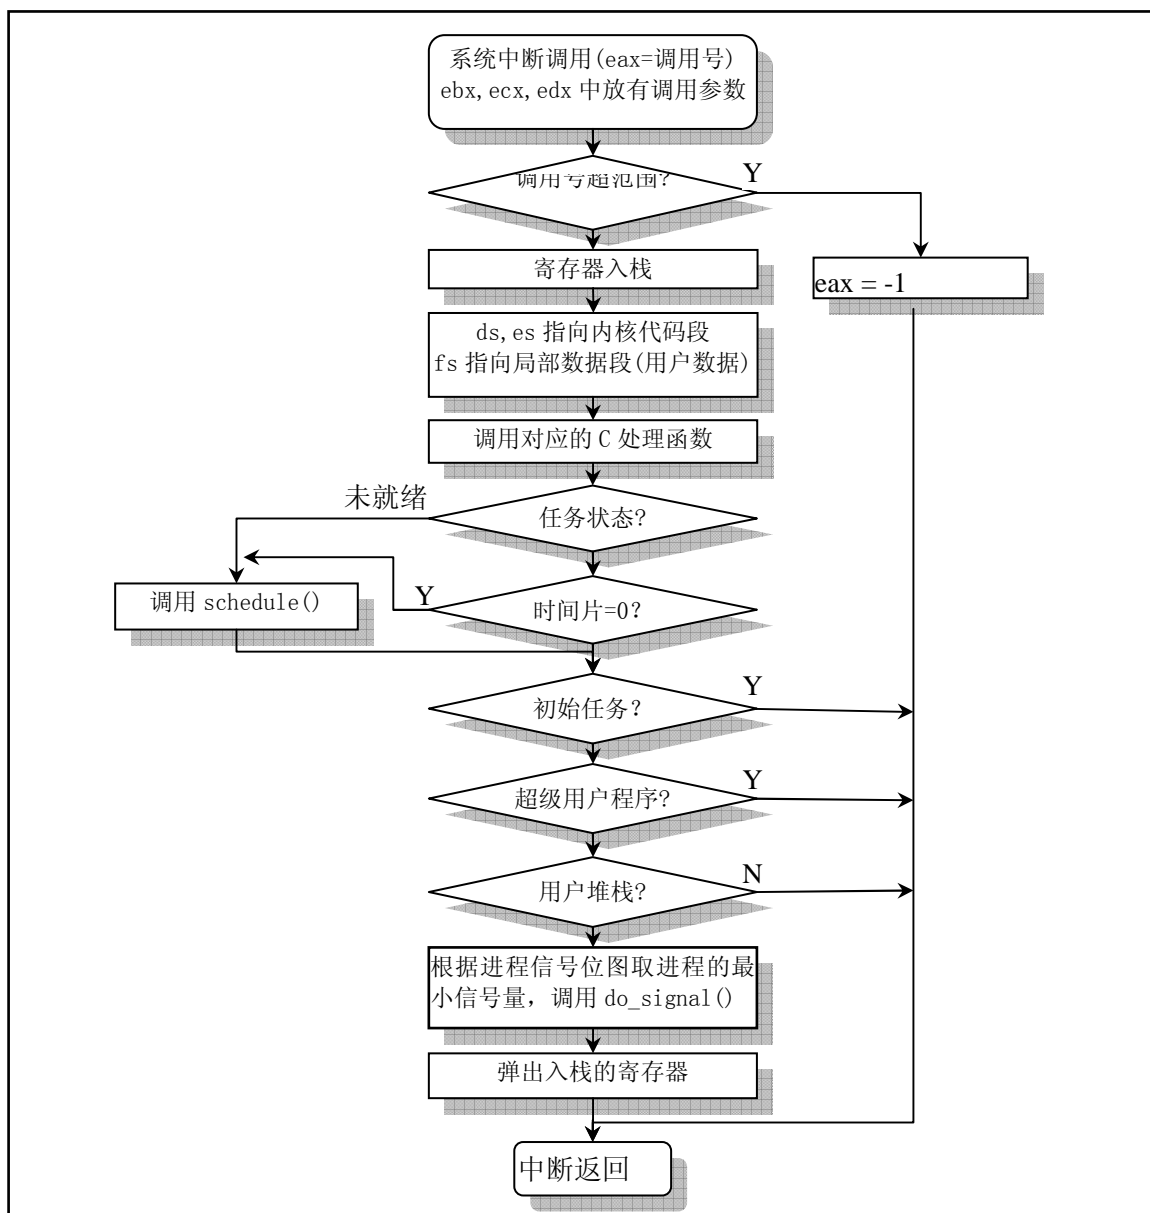 系统中断调用(eax=调用号)
ebx,ecx,edx 中放有调用参数
调用号超范围?
Y
寄存器入栈
eax = -1
ds,es 指向内核代码段
fs 指向局部数据段(用户数据)
调用对应的 C 处理函数
未就绪
任务状态?
调用 schedule()
Y
时间片=0?
初始任务?
Y
超级用户程序?
Y
用户堆栈?
N
根据进程信号位图取进程的最
小信号量，调用 do_signal()
弹出入栈的寄存器
中断返回